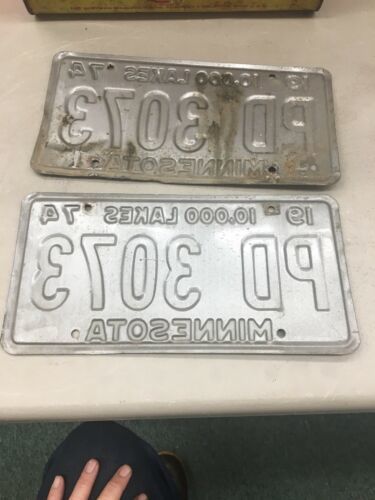 19 10,000 LAKES 74
PD 3073
MINNESOTA
19 10,000 LAKES 74
PD 3073
MINNESOTA